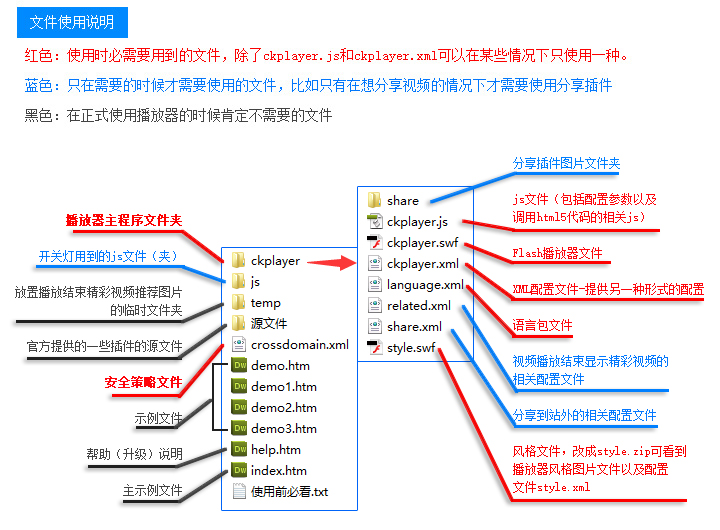 文件使用说明
红色：使用时必需要用到的文件，除了ckplayer.js和ckplayer.xml可以在某些情况下只使用一种。
蓝色：只在需要的时候才需要使用的文件，比如只有在想分享视频的情况下才需要使用分享插件
黑色：在正式使用播放器的时候肯定不需要的文件
播放器主程序文件夹
开关灯用到的js文件（夹）
放置播放结束精彩视频推荐图片
的临时文件夹
官方提供的一些插件的源文件
安全策略文件
示例文件
帮助（升级）说明
主示例文件
ckplayer
js
temp
源文件
crossdomain.xml
demo.htm
demo1.htm
demo2.htm
demo3.htm
help.htm
index.htm
使用前必看.txt
share
ckplayer.js
ckplayer.swf
ckplayer.xml
language.xml
related.xml
share.xml
style.swf
分享插件图片文件夹
js文件（包括配置参数以及
调用html5代码的相关js）
Flash播放器文件
XML配置文件-提供另一种形式的配置
语言包文件
视频播放结束显示精彩视频的
相关配置文件
分享到站外的相关配置文件
风格文件，改成style.zip可看到
播放器风格图片文件以及配置
文件style.xml